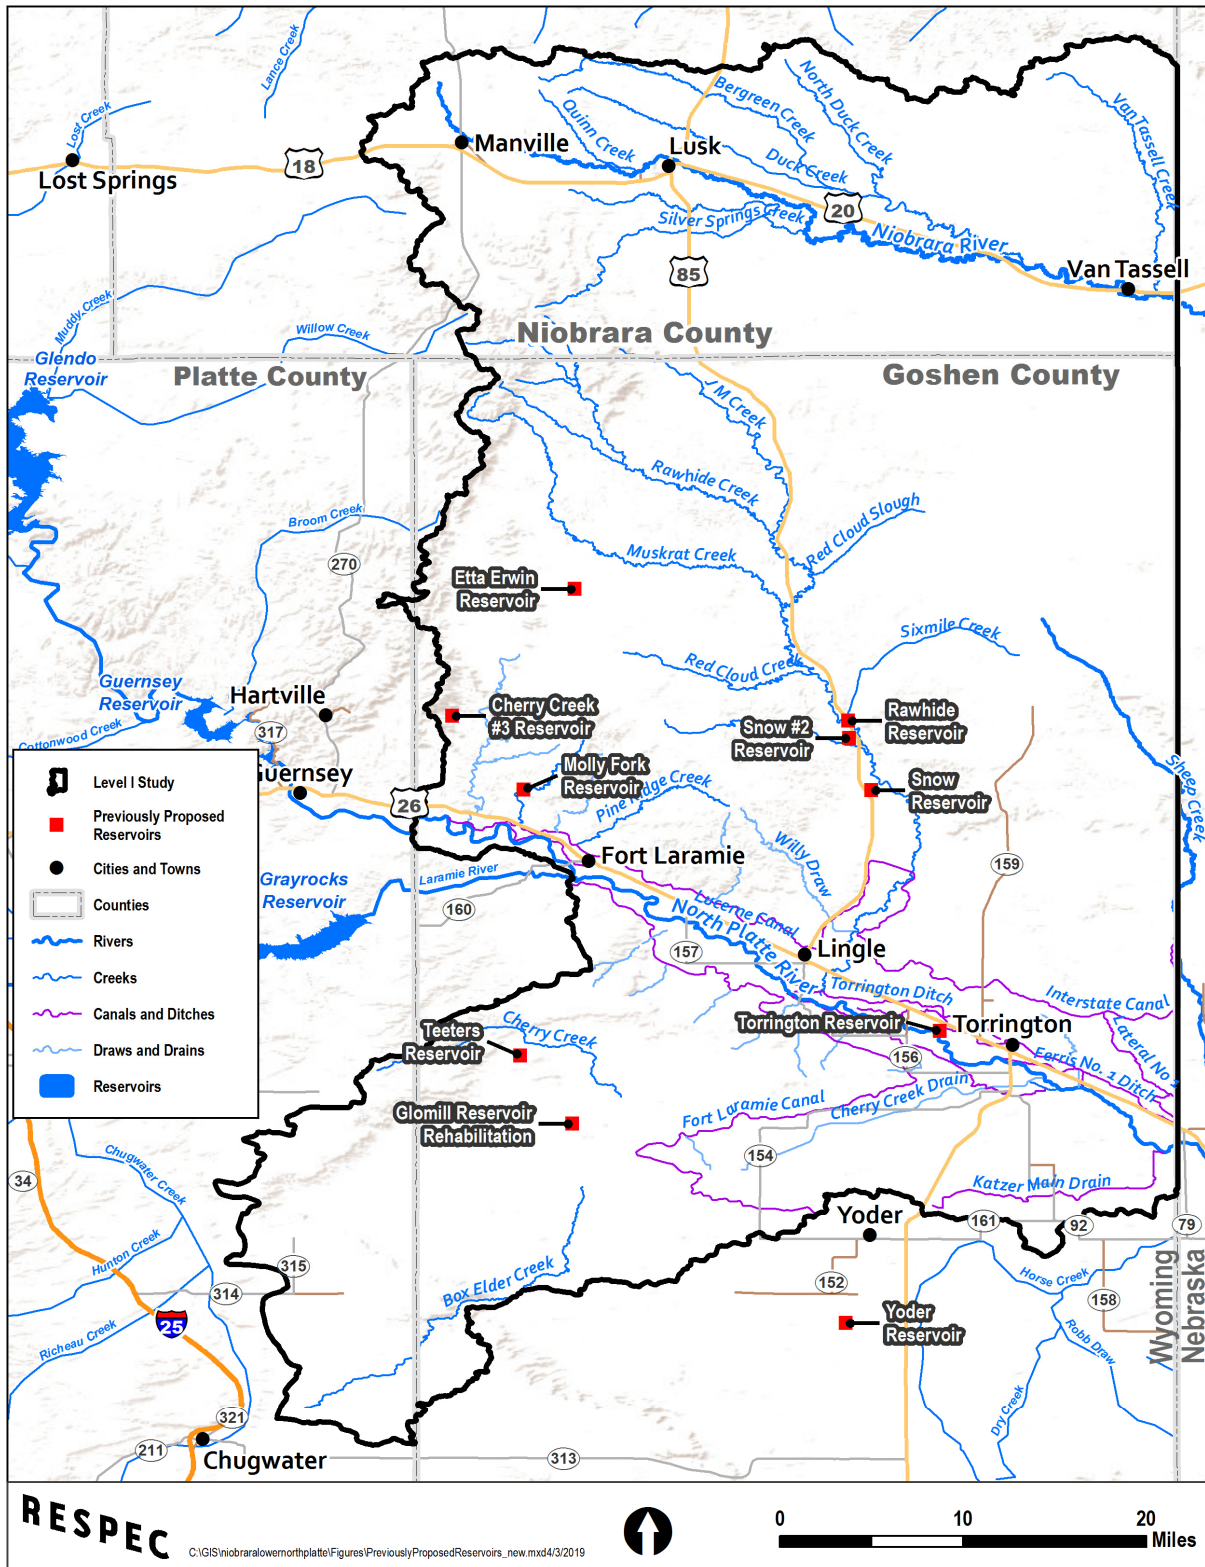 Lance Creek
Lost Creek
Lost Springs
18
Manville
Quinn Creek
Bergreen Creek
North Duck Creek
Lusk
Duck Creek
Van Tassell Creek
20
Silver Springs Creek
Niobrara River
85
Van Tassell
Muddy Creek
Willow Creek
Niobrara County
Glendo
Reservoir
Platte County
Goshen County
J M Creek
Rawhide Creek
Broom Creek
Red Cloud Slough
Muskrat Creek
270
Etta Erwin
Reservoir
Sixmile Creek
Red Cloud Creek
Guernsey
Reservoir
Hartville
Cherry Creek
#3 Reservoir
Rawhide
Reservoir
Snow #2
Reservoir
317
Cottonwood Creek
Guernsey
Molly Fork
Reservoir
Snow
Reservoir
Pine Ridge Creek
Sheep Creek
26
Willy Draw
159
Fort Laramie
Laramie River
Grayrocks
Reservoir
160
Lucerne Canal
North Platte River
157
Lingle
Torrington Ditch
Interstate Canal
Torrington Reservoir
Torrington
Lateral No.
Cherry Creek
Teeters
Reservoir
156
Ferris No. 1 Ditch
Cherry Creek Drain
Fort Laramie Canal
Glomill Reservoir
Rehabilitation
154
Katzer Main Drain
Yoder
161
92
79
Chugwater Creek
34
Hunton Creek
315
314
Box Elder Creek
152
Horse Creek
158
Wyoming
Nebraska
25
Richeau Creek
Yoder
Reservoir
Robb Draw
Dry Creek
321
211
Chugwater
313
Level I Study
Previously Proposed
Reservoirs
Cities and Towns
Counties
Rivers
Creeks
Canals and Ditches
Draws and Drains
Reservoirs
RESPEC
C:\GIS\niobraralowernorthplatte\Figures\PreviouslyProposedReservoirs_new.mxd4/3/2019
0 10 20
Miles